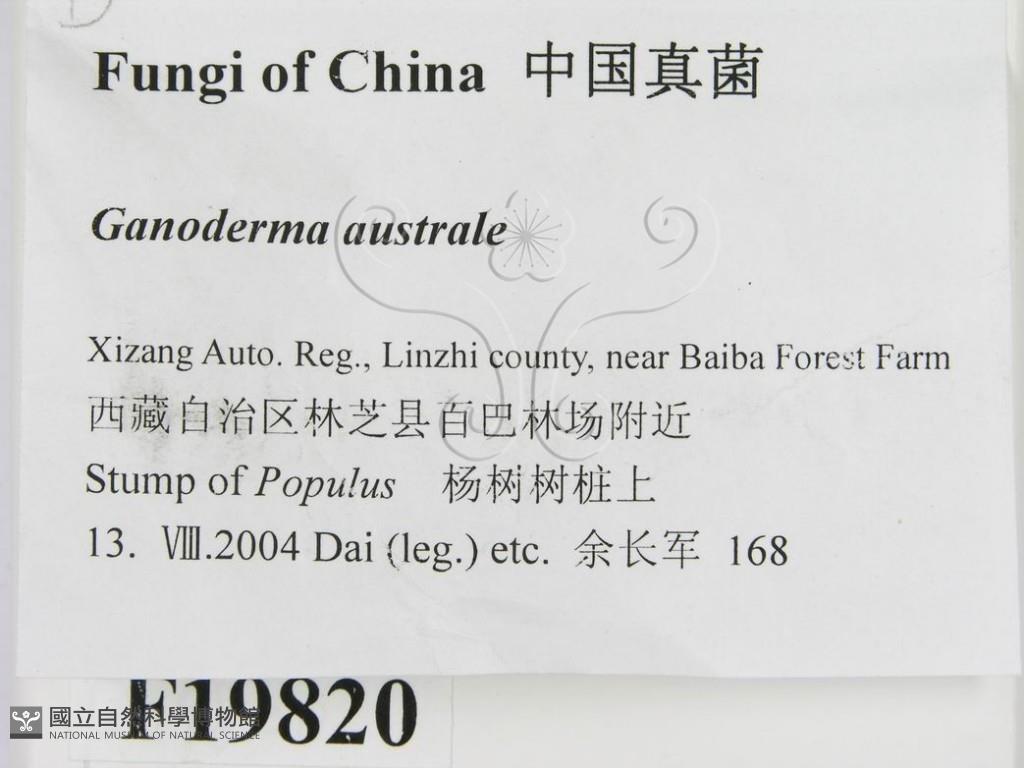 Fungi of China 中国真菌
Ganoderma australe
Xizang Auto. Reg., Linzhi county, near Baiba Forest Farm
西藏自治区林芝县百巴林场附近
Stump of Populus 杨树树桩上
13. Ⅷ.2004 Dai (leg.) etc. 余长军 168
F19820
國立自然科學博物館
NATIONAL MUSEUM OF NATURAL SCIENCE